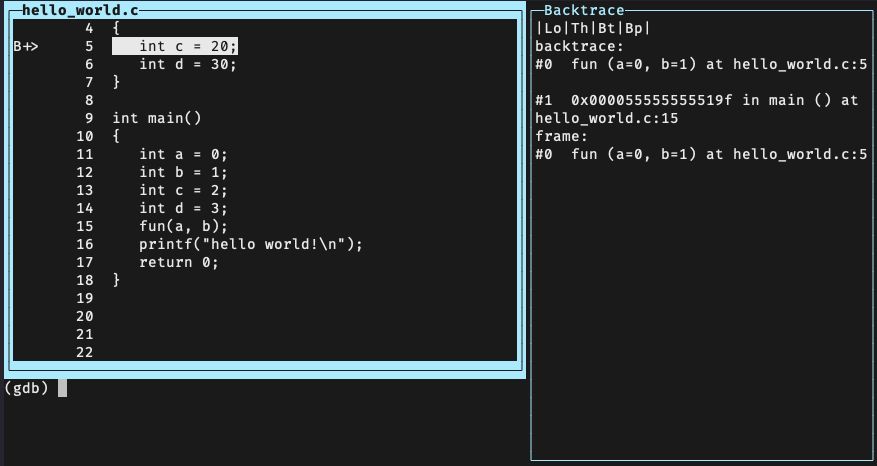 hello_world.c
4 {
B+> 5 int c = 20;
6 int d = 30;
7 }
8
9 int main()
10 {
11 int a = 0;
12 int b = 1;
13 int c = 2;
14 int d = 3;
15 fun(a, b);
16 printf("hello world!\n");
17 return 0;
18 }
19
20
21
22
(gdb)
Backtrace
|Lo|Th|Bt|Bp|
backtrace:
#0 fun (a=0, b=1) at hello_world.c:5
#1 0x000055555555519f in main () at
hello_world.c:15
frame:
#0 fun (a=0, b=1) at hello_world.c:5